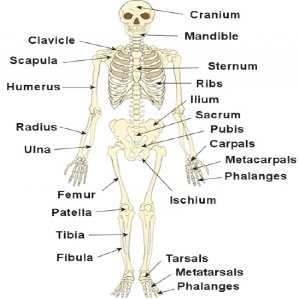 Cranium
Mandible
Clavicle
Scapula
Sternum
Humerus
Ribs
Ilium
Sacrum
Radius
Pubis
Ulna
Carpals
Metacarpals
Phalanges
Femur
Ischium
Patella
Tibia
Fibula
Tarsals
Metatarsals
Phalanges